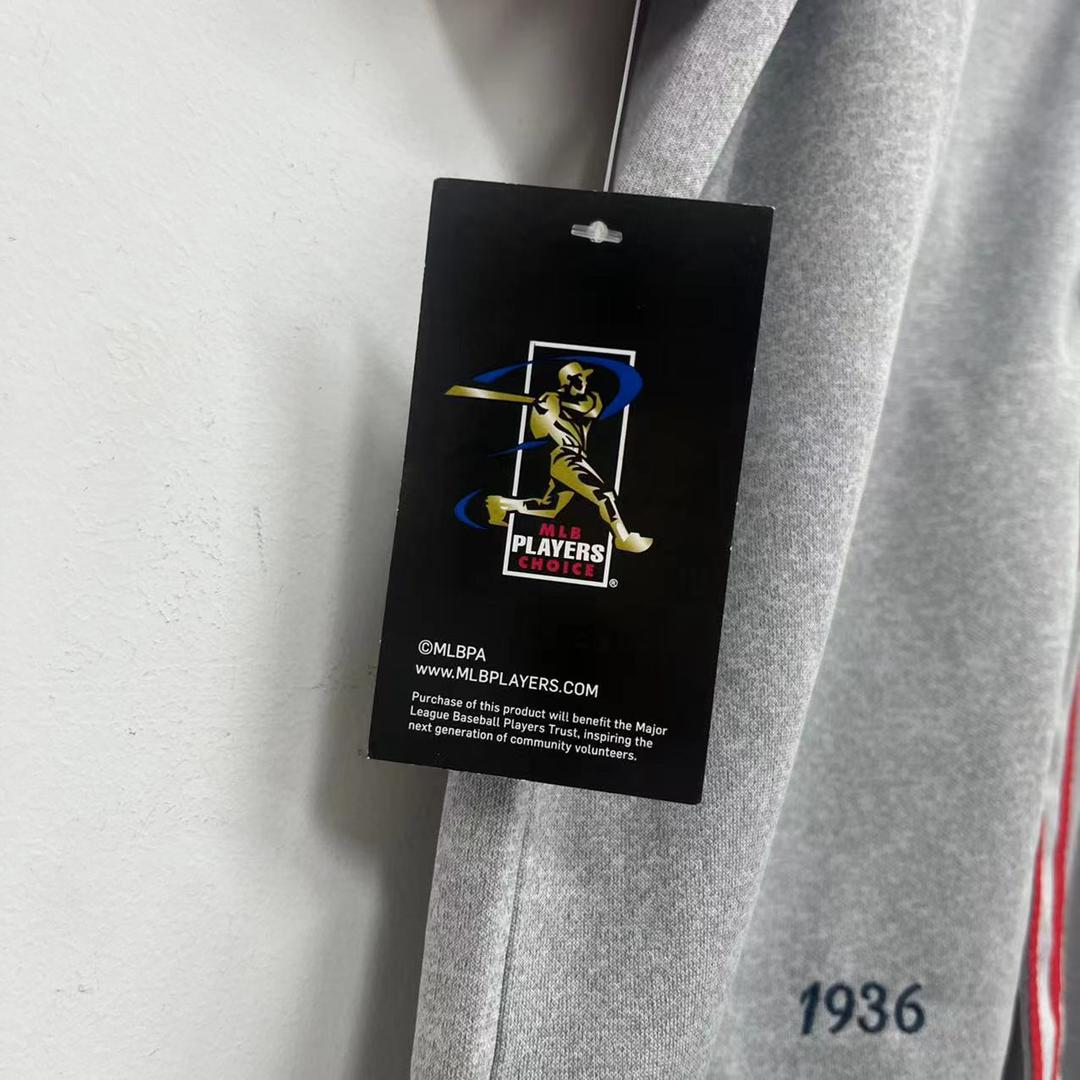 MLB
PLAYERS
CHOICE
®
©MLBPA
www.MLBPLAYERS.COM
Purchase of this product will benefit the Major
League Baseball Players Trust, inspiring the
next generation of community volunteers.
1936